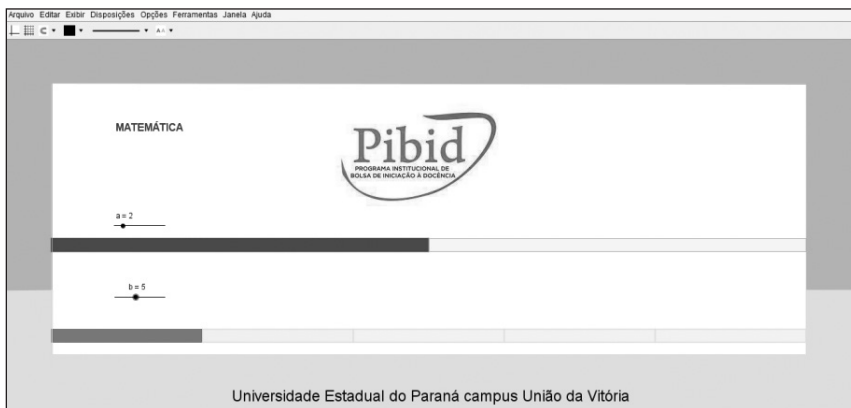 Arquivo Editar Exibir Disposições Opções Ferramentas Janela Ajuda
MATEMÁTICA
Pibid
PROGRAMA INSTITUCIONAL DE
BOLSA DE INICIAÇÃO À DOCÊNCIA
a = 2
b = 5
Universidade Estadual do Paraná campus União da Vitória